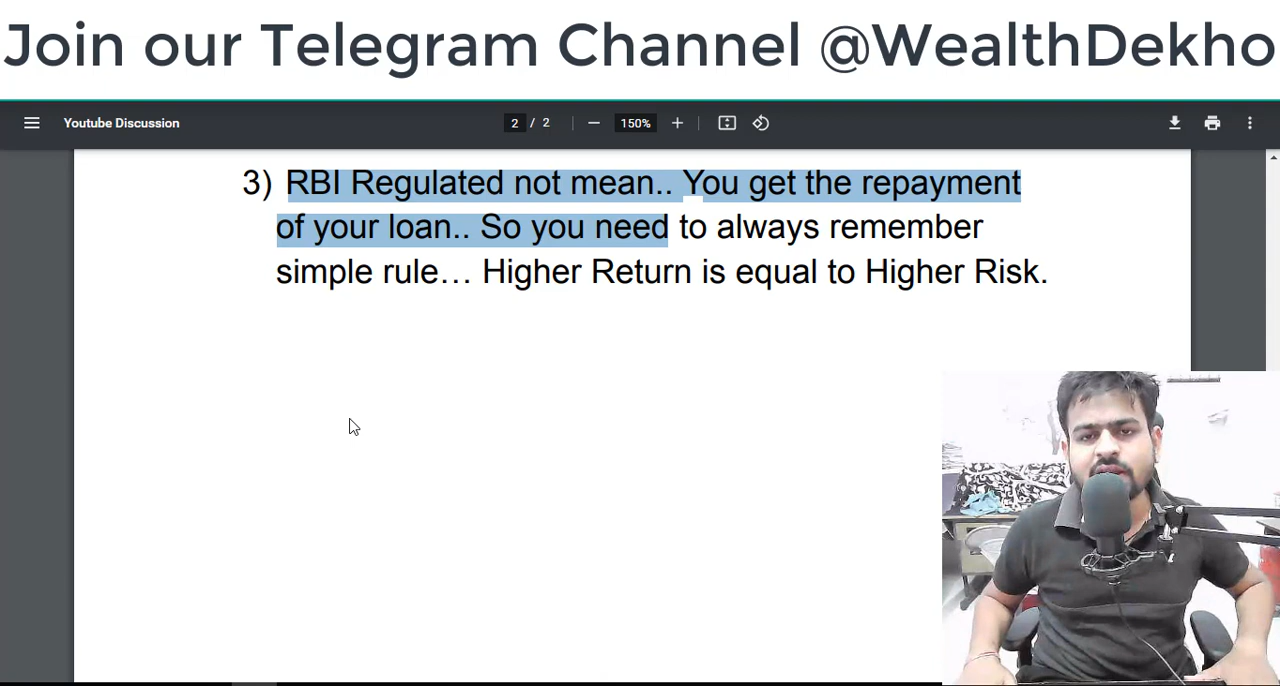 Join our Telegram Channel @WealthDekho
Youtube Discussion
2 / 2
150%
3) RBI Regulated not mean.. You get the repayment
of your loan.. So you need to always remember
simple rule... Higher Return is equal to Higher Risk.